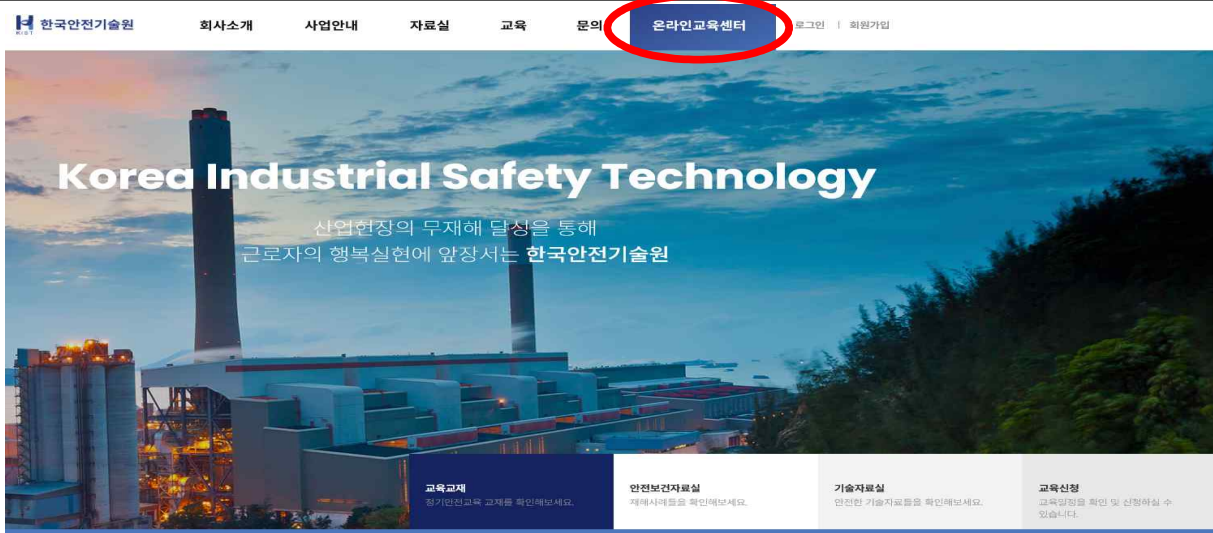 한국안전기술원
KIST
회사소개
사업안내
자료실
교육
문의
온라인교육센터
로그인 | 회원가입
Korea Industrial Safety Technology
산업현장의 무재해 달성을 통해
근로자의 행복실현에 앞장서는 한국안전기술원
교육교재
정기안전교육 교재를 확인해보세요.
안전보건자료실
재해사례들을 확인해보세요.
기술자료실
안전한 기술자료들을 확인해보세요.
교육신청
교육일정을 확인 및 신청하실 수
있습니다.